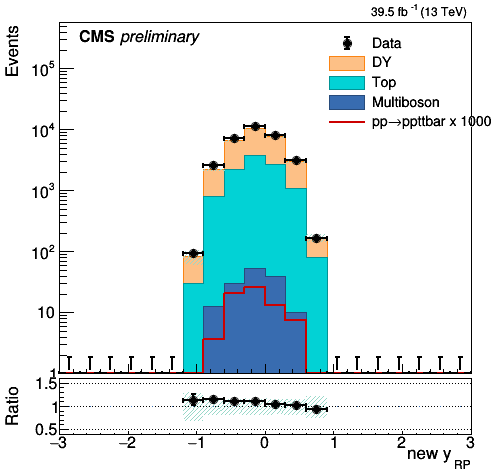 39.5 fb⁻¹ (13 TeV)
CMS preliminary
Events
Data
DY
Top
Multiboson
pp→ppttbar x 1000
10⁵
10⁴
10³
10²
10
1
Ratio
1.5
1
0.5
−3 −2 −1 0 1 2 3
new y_RP